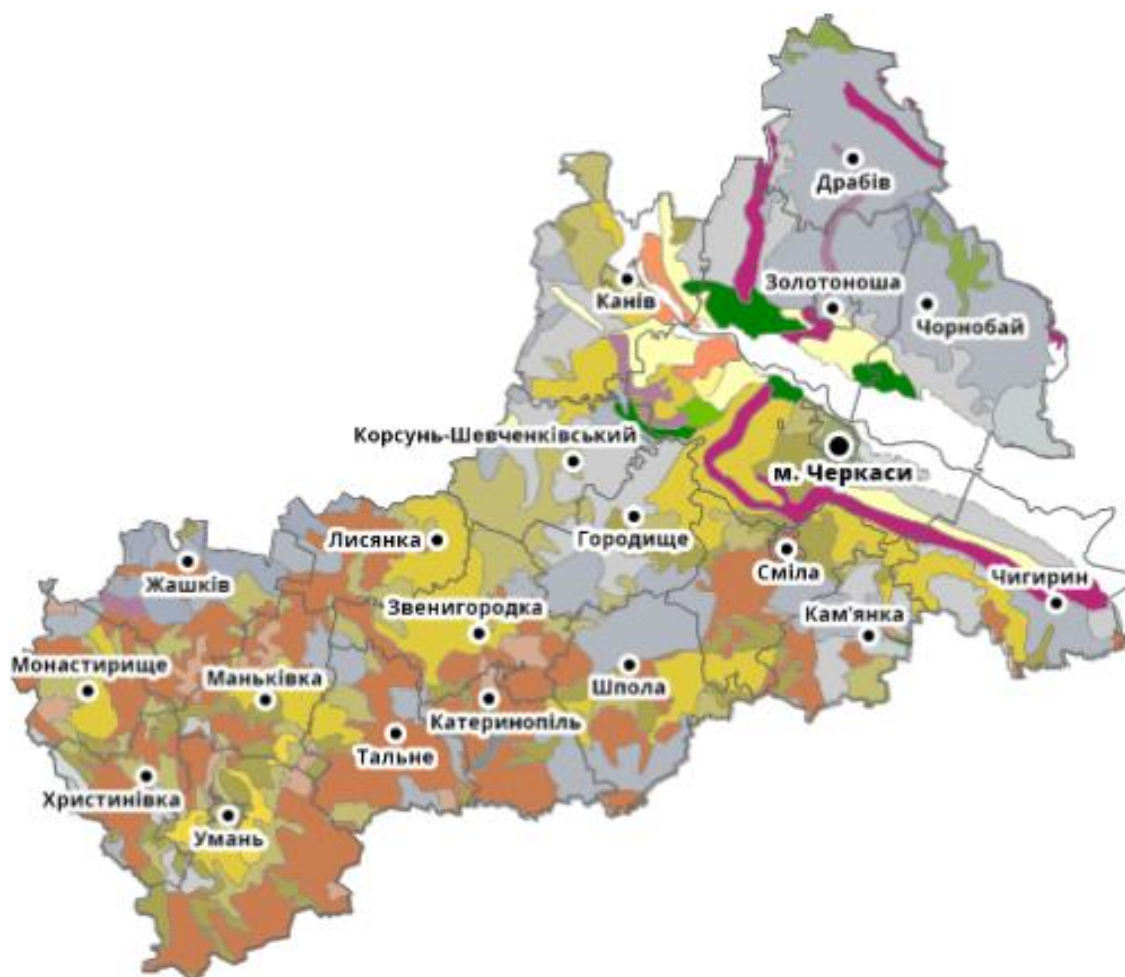 Драбів
Золотоноша
Канів
Чорнобай
Корсунь-Шевченківський
м. Черкаси
Лисянка
Городище
Жашків
Сміла
Чигирин
Звенигородка
Кам'янка
Монастирище
Маньківка
Шпола
Катеринопіль
Тальне
Христинівка
Умань